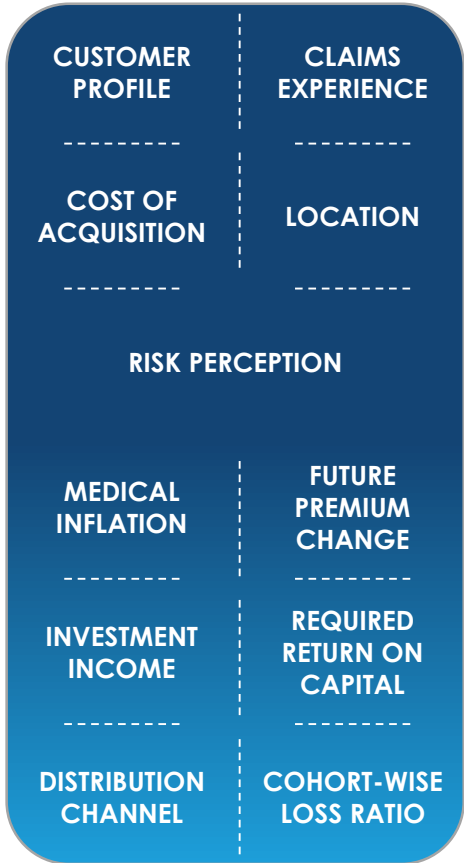 CUSTOMER
PROFILE
CLAIMS
EXPERIENCE
COST OF
ACQUISITION
LOCATION
RISK PERCEPTION
MEDICAL
INFLATION
FUTURE
PREMIUM
CHANGE
INVESTMENT
INCOME
REQUIRED
RETURN ON
CAPITAL
DISTRIBUTION
CHANNEL
COHORT-WISE
LOSS RATIO